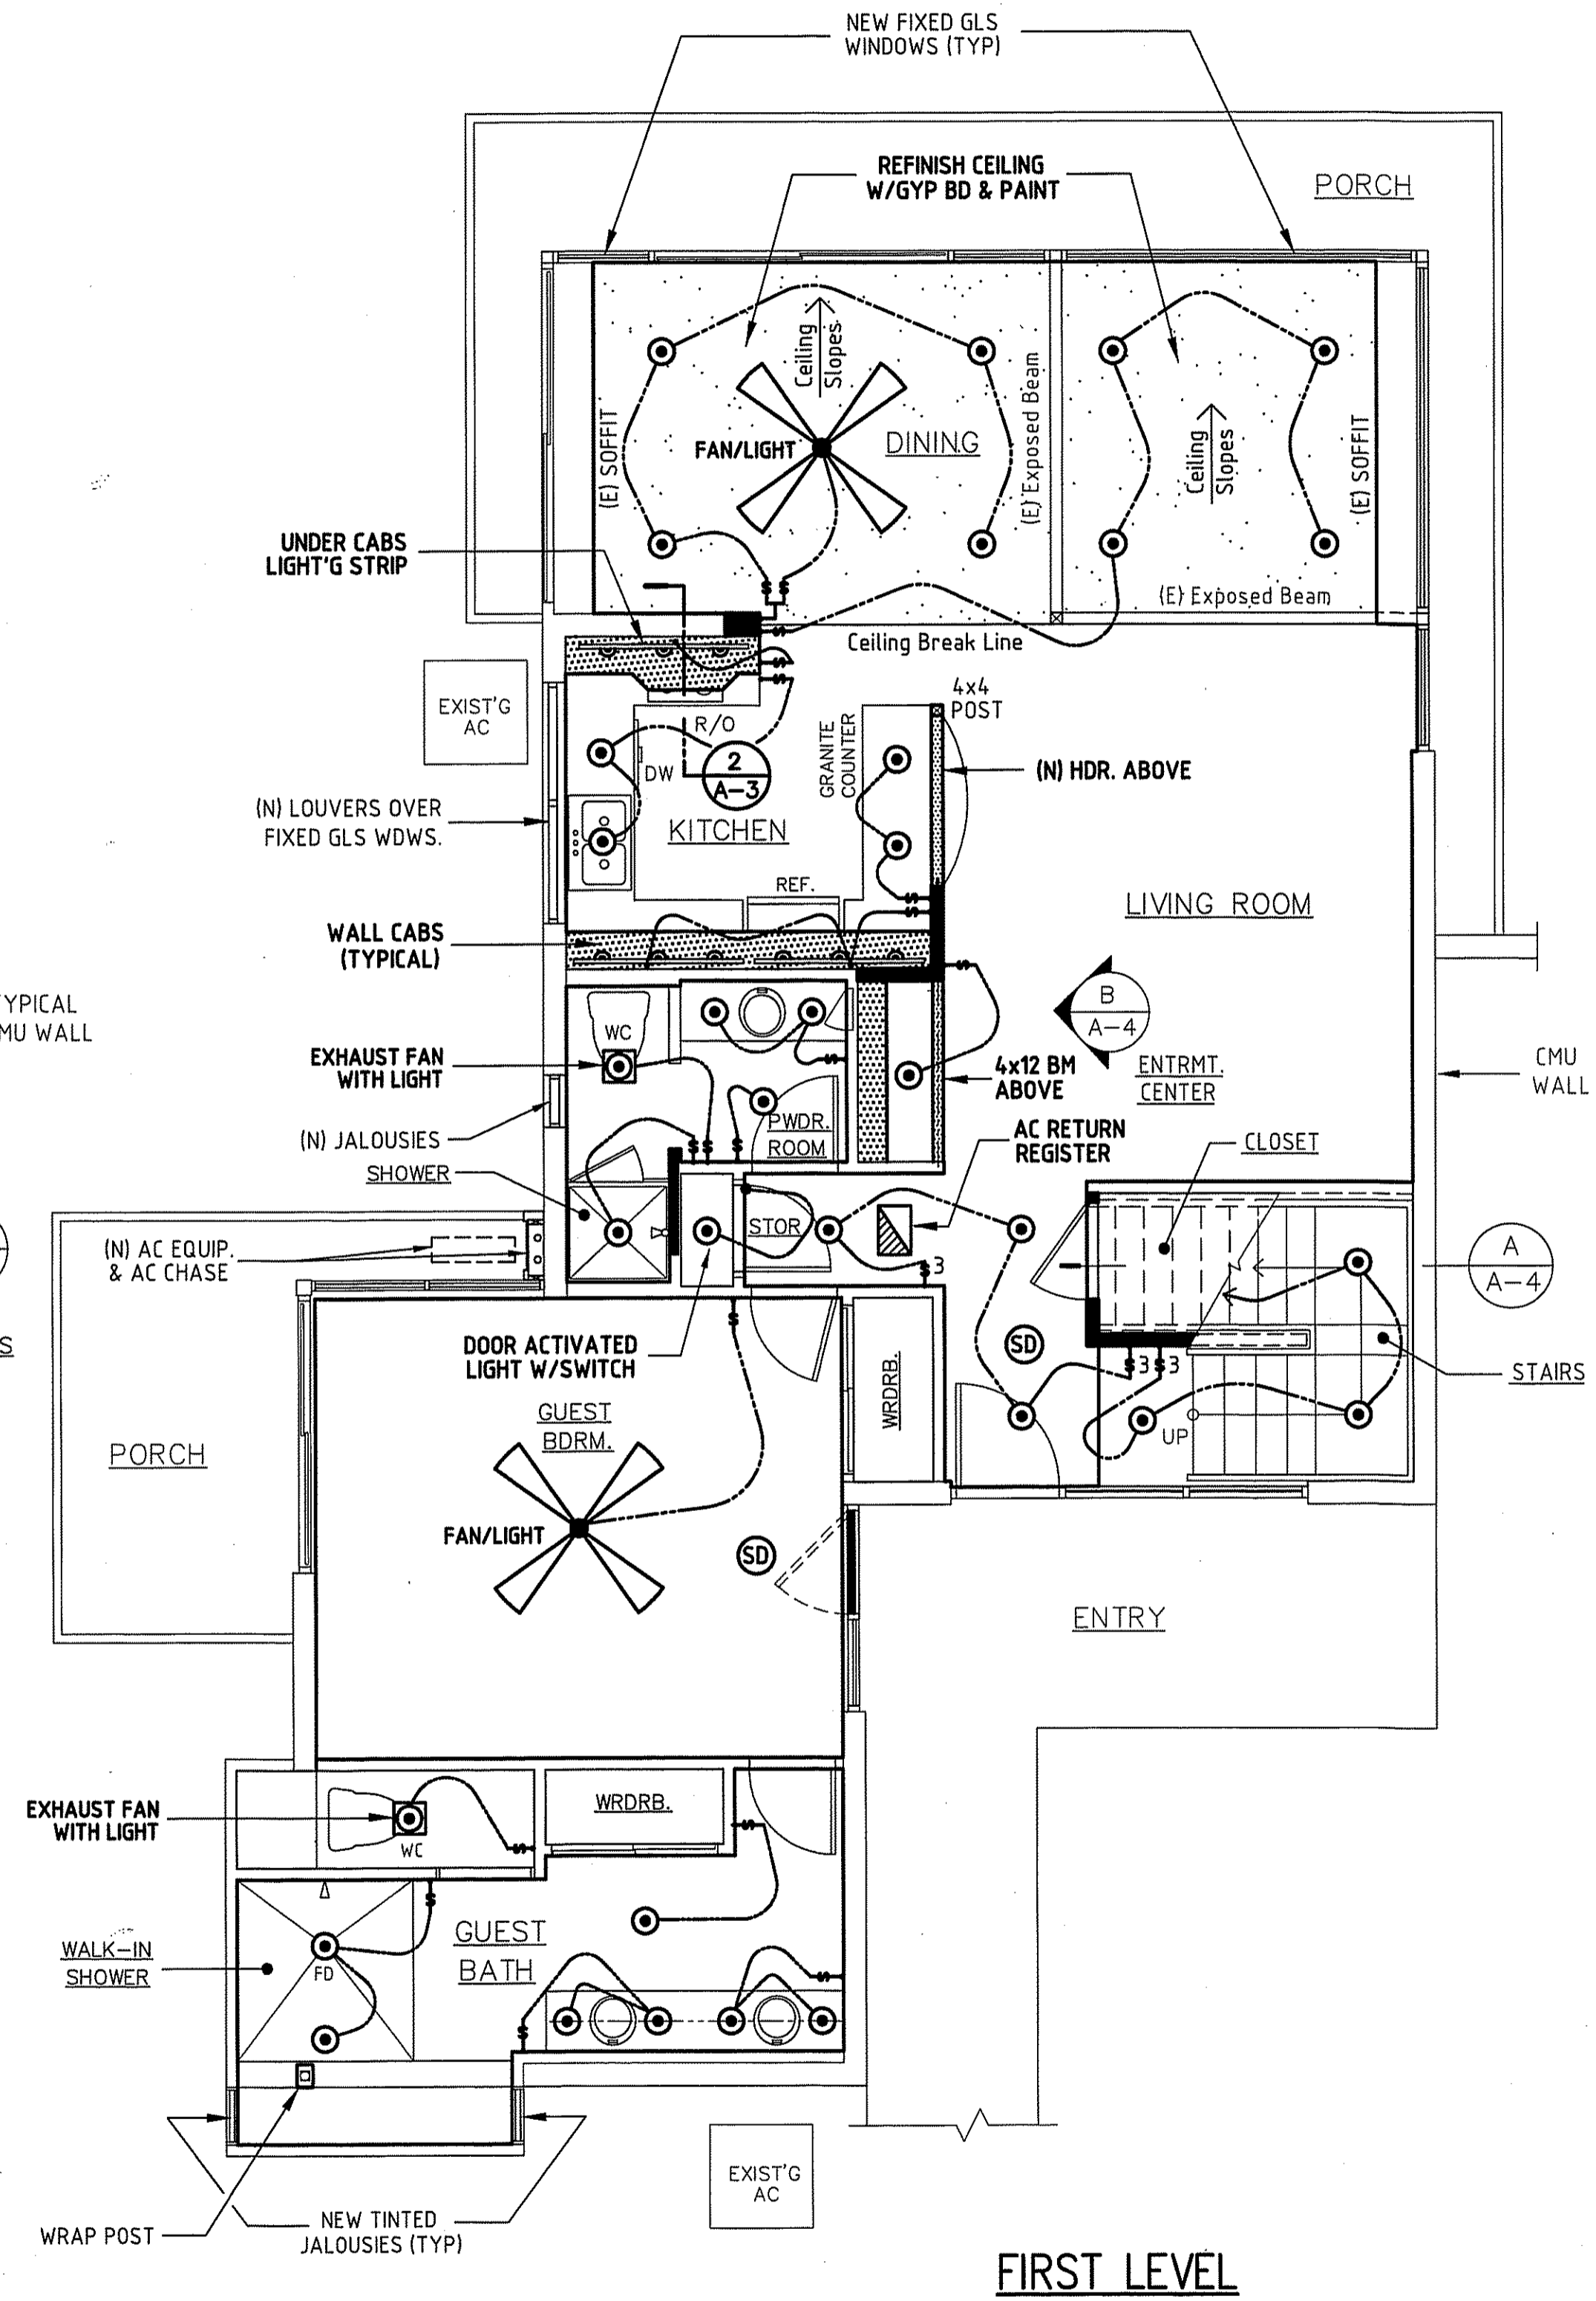 NEW FIXED GLS
WINDOWS (TYP)
REFINISH CEILING
W/GYP BD & PAINT
PORCH
Ceiling
Slopes
(E) SOFFIT
FAN/LIGHT
DINING
(E) Exposed Beam
Ceiling
Slopes
(E) SOFFIT
UNDER CABS
LIGHT'G STRIP
(E) Exposed Beam
Ceiling Break Line
EXIST'G
AC
4x4
POST
R/O
GRANITE
COUNTER
2
A-3
DW
(N) HDR. ABOVE
(N) LOUVERS OVER
FIXED GLS WDWS.
KITCHEN
REF.
LIVING ROOM
WALL CABS
(TYPICAL)
YPICAL
MU WALL
B
A-4
WC
EXHAUST FAN
WITH LIGHT
4x12 BM
ABOVE
ENTRMT.
CENTER
CMU
WALL
PWDR.
ROOM
(N) JALOUSIES
AC RETURN
REGISTER
CLOSET
SHOWER
STOR
(N) AC EQUIP.
& AC CHASE
3
A
A-4
S
DOOR ACTIVATED
LIGHT W/SWITCH
SD
3
3
WRDRB.
STAIRS
GUEST
BDRM.
UP
PORCH
FAN/LIGHT
SD
ENTRY
EXHAUST FAN
WITH LIGHT
WRDRB.
WC
GUEST
BATH
WALK-IN
SHOWER
FD
EXIST'G
AC
WRAP POST
NEW TINTED
JALOUSIES (TYP)
FIRST LEVEL